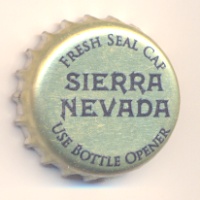 FRESH SEAL CAP
SIERRA
NEVADA
USE BOTTLE OPENER